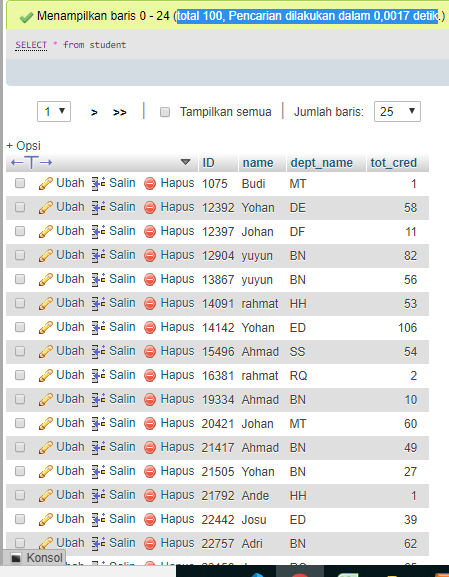 Menampilkan baris 0 - 24 (total 100, Pencarian dilakukan dalam 0,0017 detik.)
SELECT * from student
1 > >> Tampilkan semua Jumlah baris: 25
+ Opsi
ID name dept_name tot_cred
Ubah Salin Hapus 1075 Budi MT 1
Ubah Salin Hapus 12392 Yohan DE 58
Ubah Salin Hapus 12397 Johan DF 11
Ubah Salin Hapus 12904 yuyun BN 82
Ubah Salin Hapus 13867 yuyun BN 56
Ubah Salin Hapus 14091 rahmat HH 53
Ubah Salin Hapus 14142 Yohan ED 106
Ubah Salin Hapus 15496 Ahmad SS 54
Ubah Salin Hapus 16381 rahmat RQ 2
Ubah Salin Hapus 19334 Ahmad BN 10
Ubah Salin Hapus 20421 Johan MT 60
Ubah Salin Hapus 21417 Ahmad BN 49
Ubah Salin Hapus 21505 Yohan BN 27
Ubah Salin Hapus 21792 Ande HH 1
Ubah Salin Hapus 22442 Josu ED 39
Ubah Salin Hapus 22757 Adri BN 62
Konsol